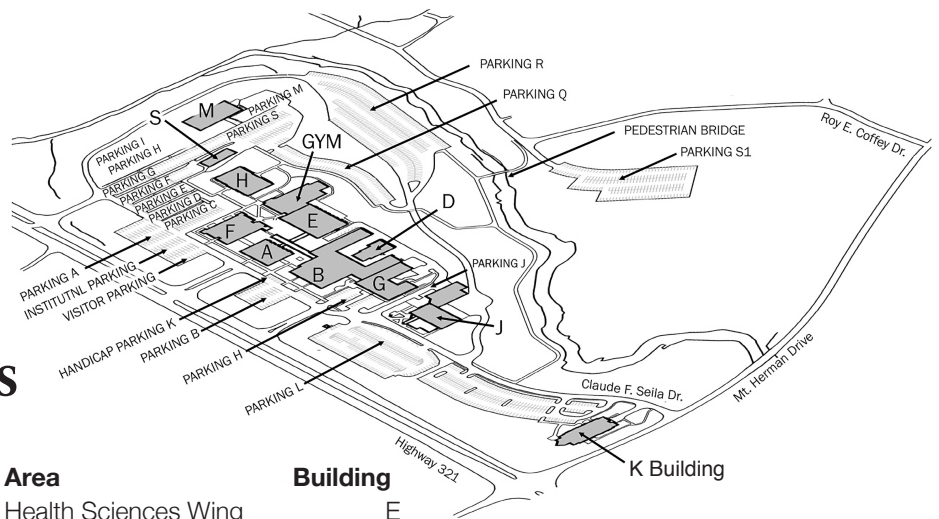 PARKING R
PARKING Q
PEDESTRIAN BRIDGE
PARKING S1
Roy E. Coffey Dr.
M
PARKING M
S
PARKING S
GYM
PARKING I
PARKING H
PARKING G
PARKING F
PARKING E
PARKING D
PARKING C
H
D
F
E
A
B
G
PARKING J
J
PARKING A
INSTITUTNL PARKING
VISITOR PARKING
HANDICAP PARKING K
PARKING B
PARKING H
PARKING L
s
Claude F. Seila Dr.
Mt. Herman Drive
Highway 321
K Building
Area Building
Health Sciences Wing E